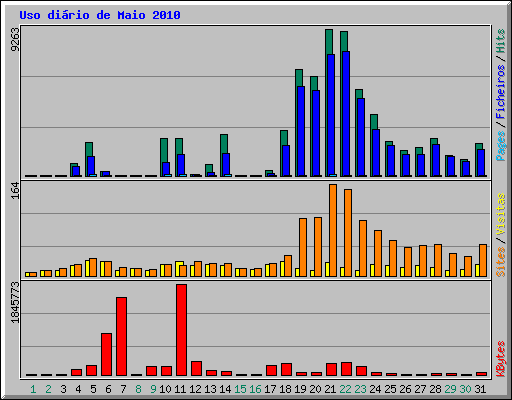 Uso diário de Maio 2010
9263
Pages / Ficheiros / Hits
164
Sites / Visitas
1845773
KBytes
1 2 3 4 5 6 7 8 9 10 11 12 13 14 15 16 17 18 19 20 21 22 23 24 25 26 27 28 29 30 31